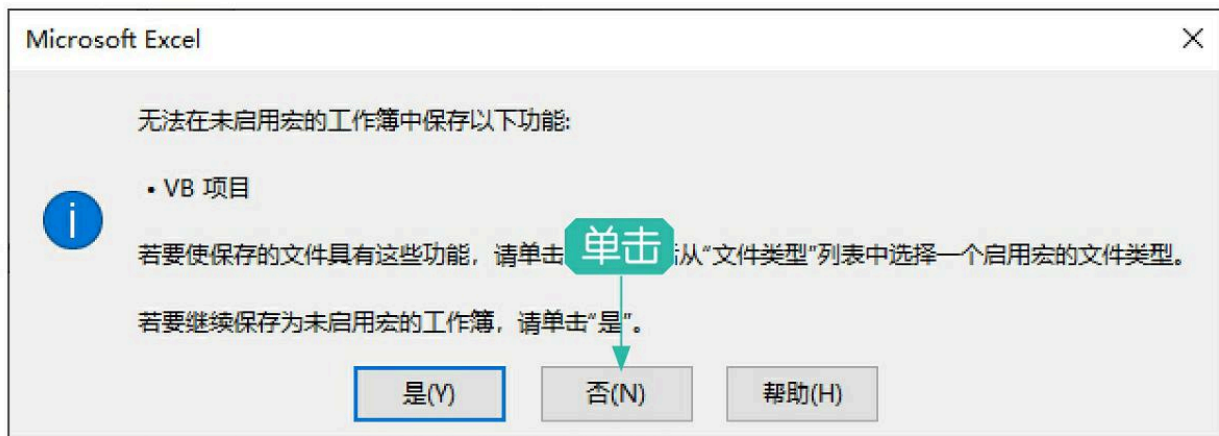 Microsoft Excel
无法在未启用宏的工作簿中保存以下功能:
• VB 项目
若要使保存的文件具有这些功能，请单击 单击 后从“文件类型”列表中选择一个启用宏的文件类型。
若要继续保存为未启用宏的工作簿，请单击“是”。
是(Y) 否(N) 帮助(H)